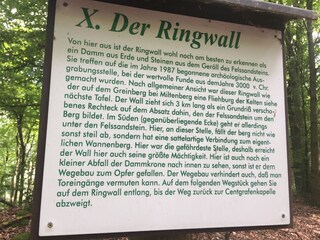 X. Der Ringwall
Von hier aus ist der Ringwall wohl noch am besten zu erkennen als
ein Damm aus Erde und Steinen aus dem Geröll des Felssandsteins.
Sie treffen auf die im Jahre 1987 begonnene archäologische Aus-
grabungsstelle, bei der wertvolle Funde aus dem Jahre 3000 v. Chr.
gemacht wurden. Nach allgemeiner Ansicht war dieser Ringwall wie
der auf dem Greinberg bei Miltenberg eine Fliehburg der Kelten siehe
nächste Tafel. Der Wall zieht sich 3 km lang als ein Grundriß verscho-
benes Rechteck auf dem Absatz dahin, den der Felssandstein um den
Berg bildet. Im Süden (gegenüberliegende Ecke) geht er allerdings
unter den Felssandstein. Hier, an dieser Stelle, fällt der berg nicht wie
sonst steil ab, sondern hat eine sattelartige Verbindung zum eigent-
lichen Wannenberg. Hier war die gefährdetste Stelle, deshalb erreicht
der Wall hier auch seine größte Mächtigkeit. Hier ist auch noch ein
kleiner Abfall der Dammkrone nach innen zu sehen, sonst ist er dem
Wegebau zum Opfer gefallen. Der Wegebau verhindert auch, daß man
Toreingänge vermuten kann. Auf dem folgenden Wegstück gehen Sie
auf dem Ringwall entlang, bis der Weg zurück zur Centgrafenkapelle
abzweigt.